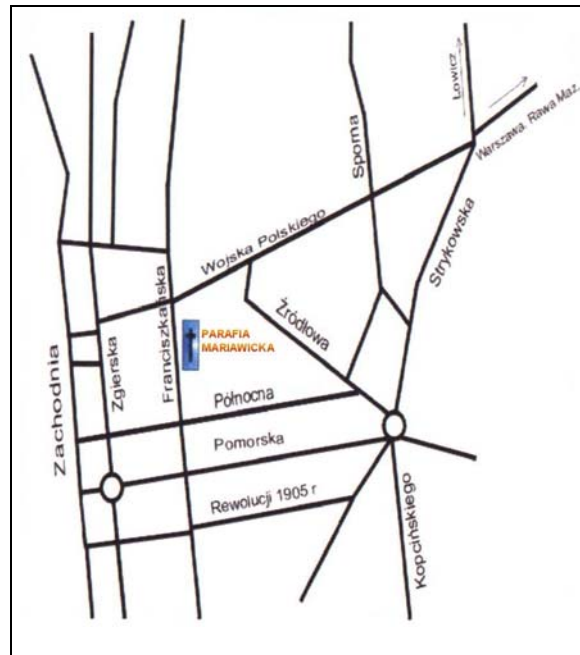 Łowicz
Warszawa. Rawa Maz.
Sporna
Strykowska
Wojska Polskiego
Franciszkańska
Źródłowa
PARAFIA
MARIAWICKA
Zgierska
Zachodnia
Północna
Pomorska
Rewolucji 1905 r
Kopcińskiego